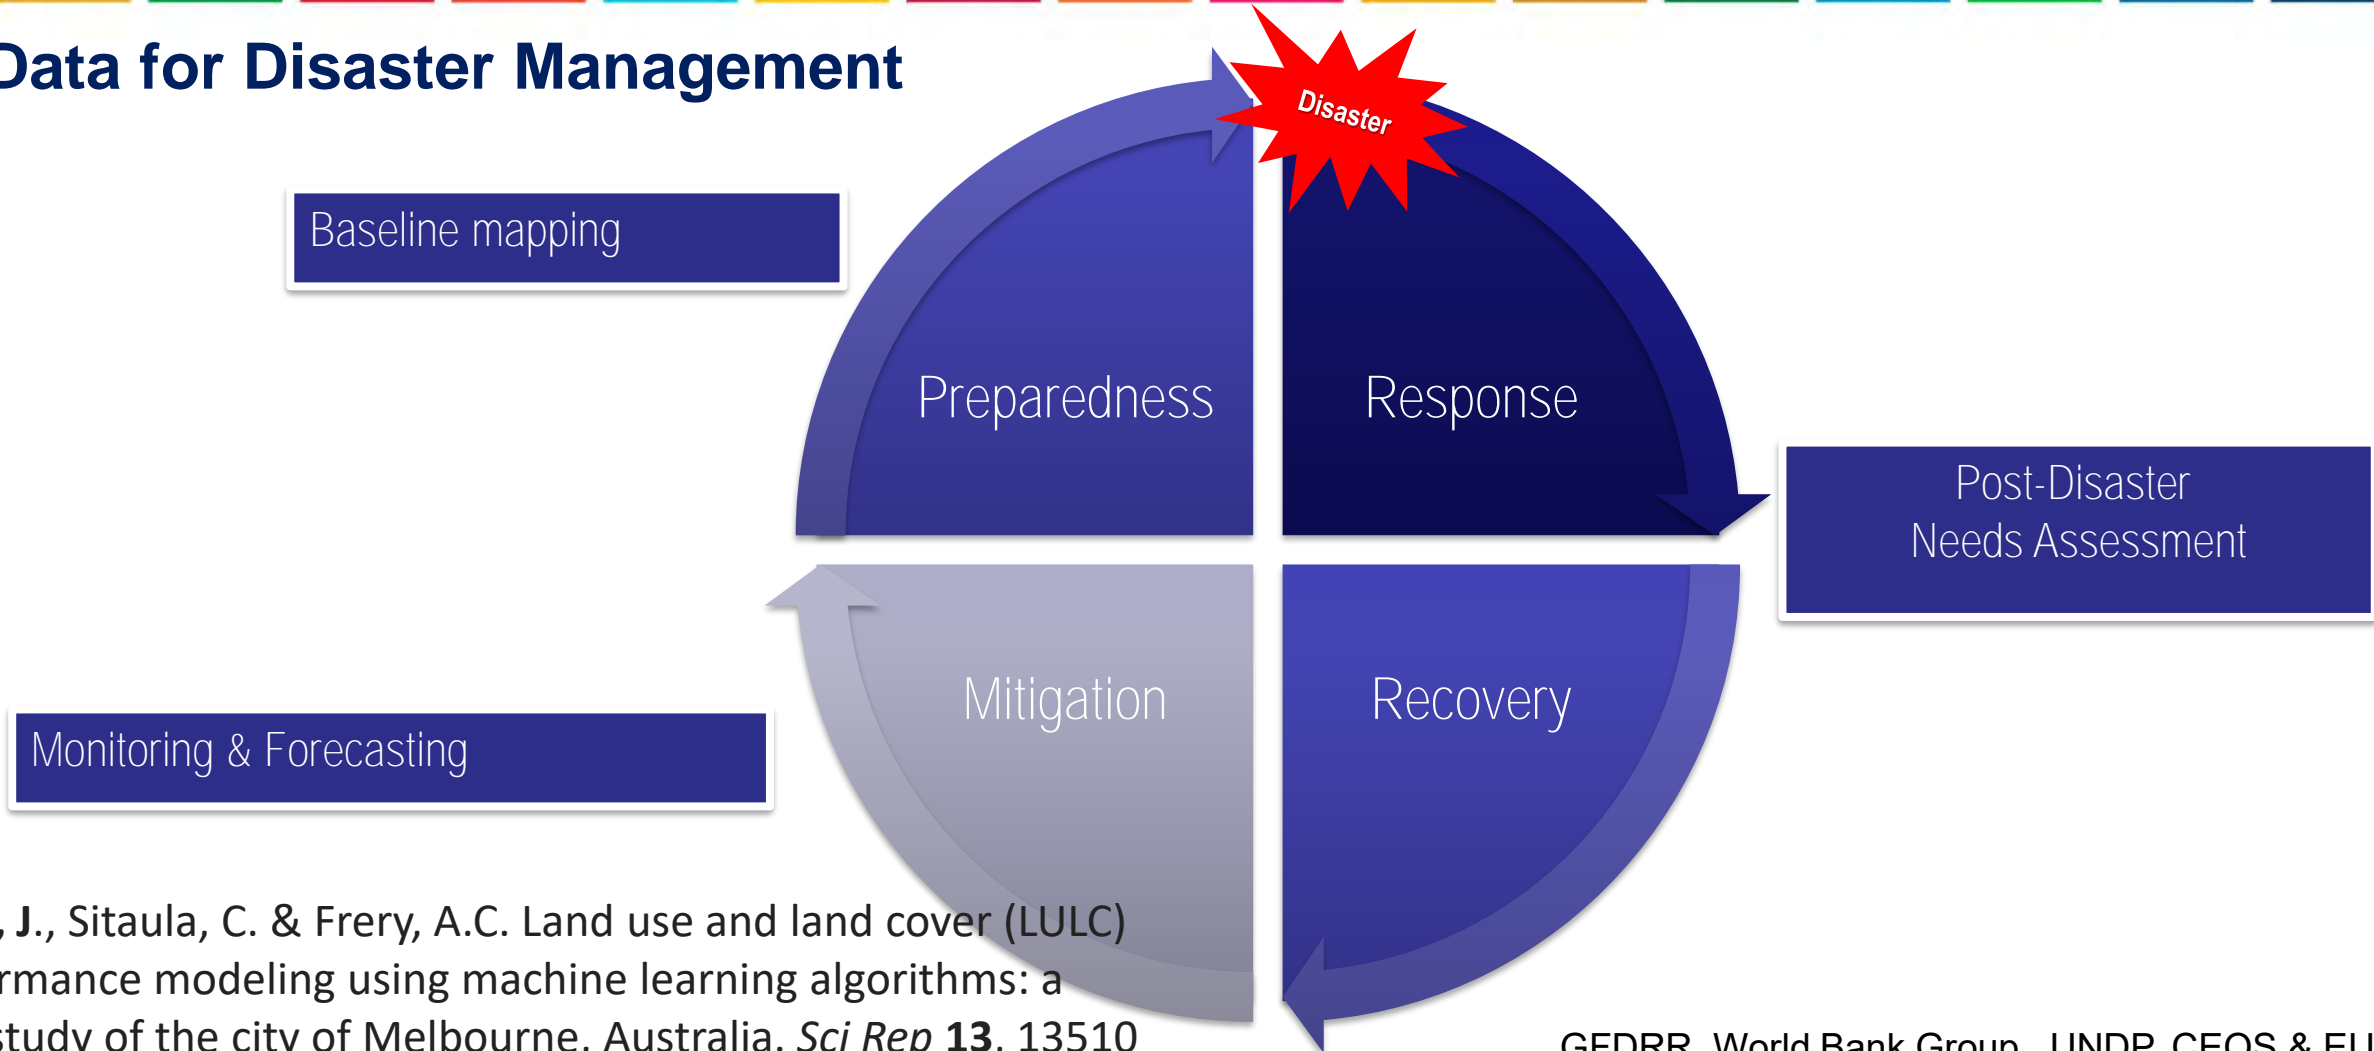 Data for Disaster Management
Disaster
Baseline mapping
Preparedness
Response
Post-Disaster
Needs Assessment
Mitigation
Recovery
Monitoring & Forecasting
, J., Sitaula, C. & Frery, A.C. Land use and land cover (LULC)
rmance modeling using machine learning algorithms: a
study of the city of Melbourne, Australia. Sci Rep 13, 13510
GFDRR, World Bank Group, UNDP, CEOS & EU